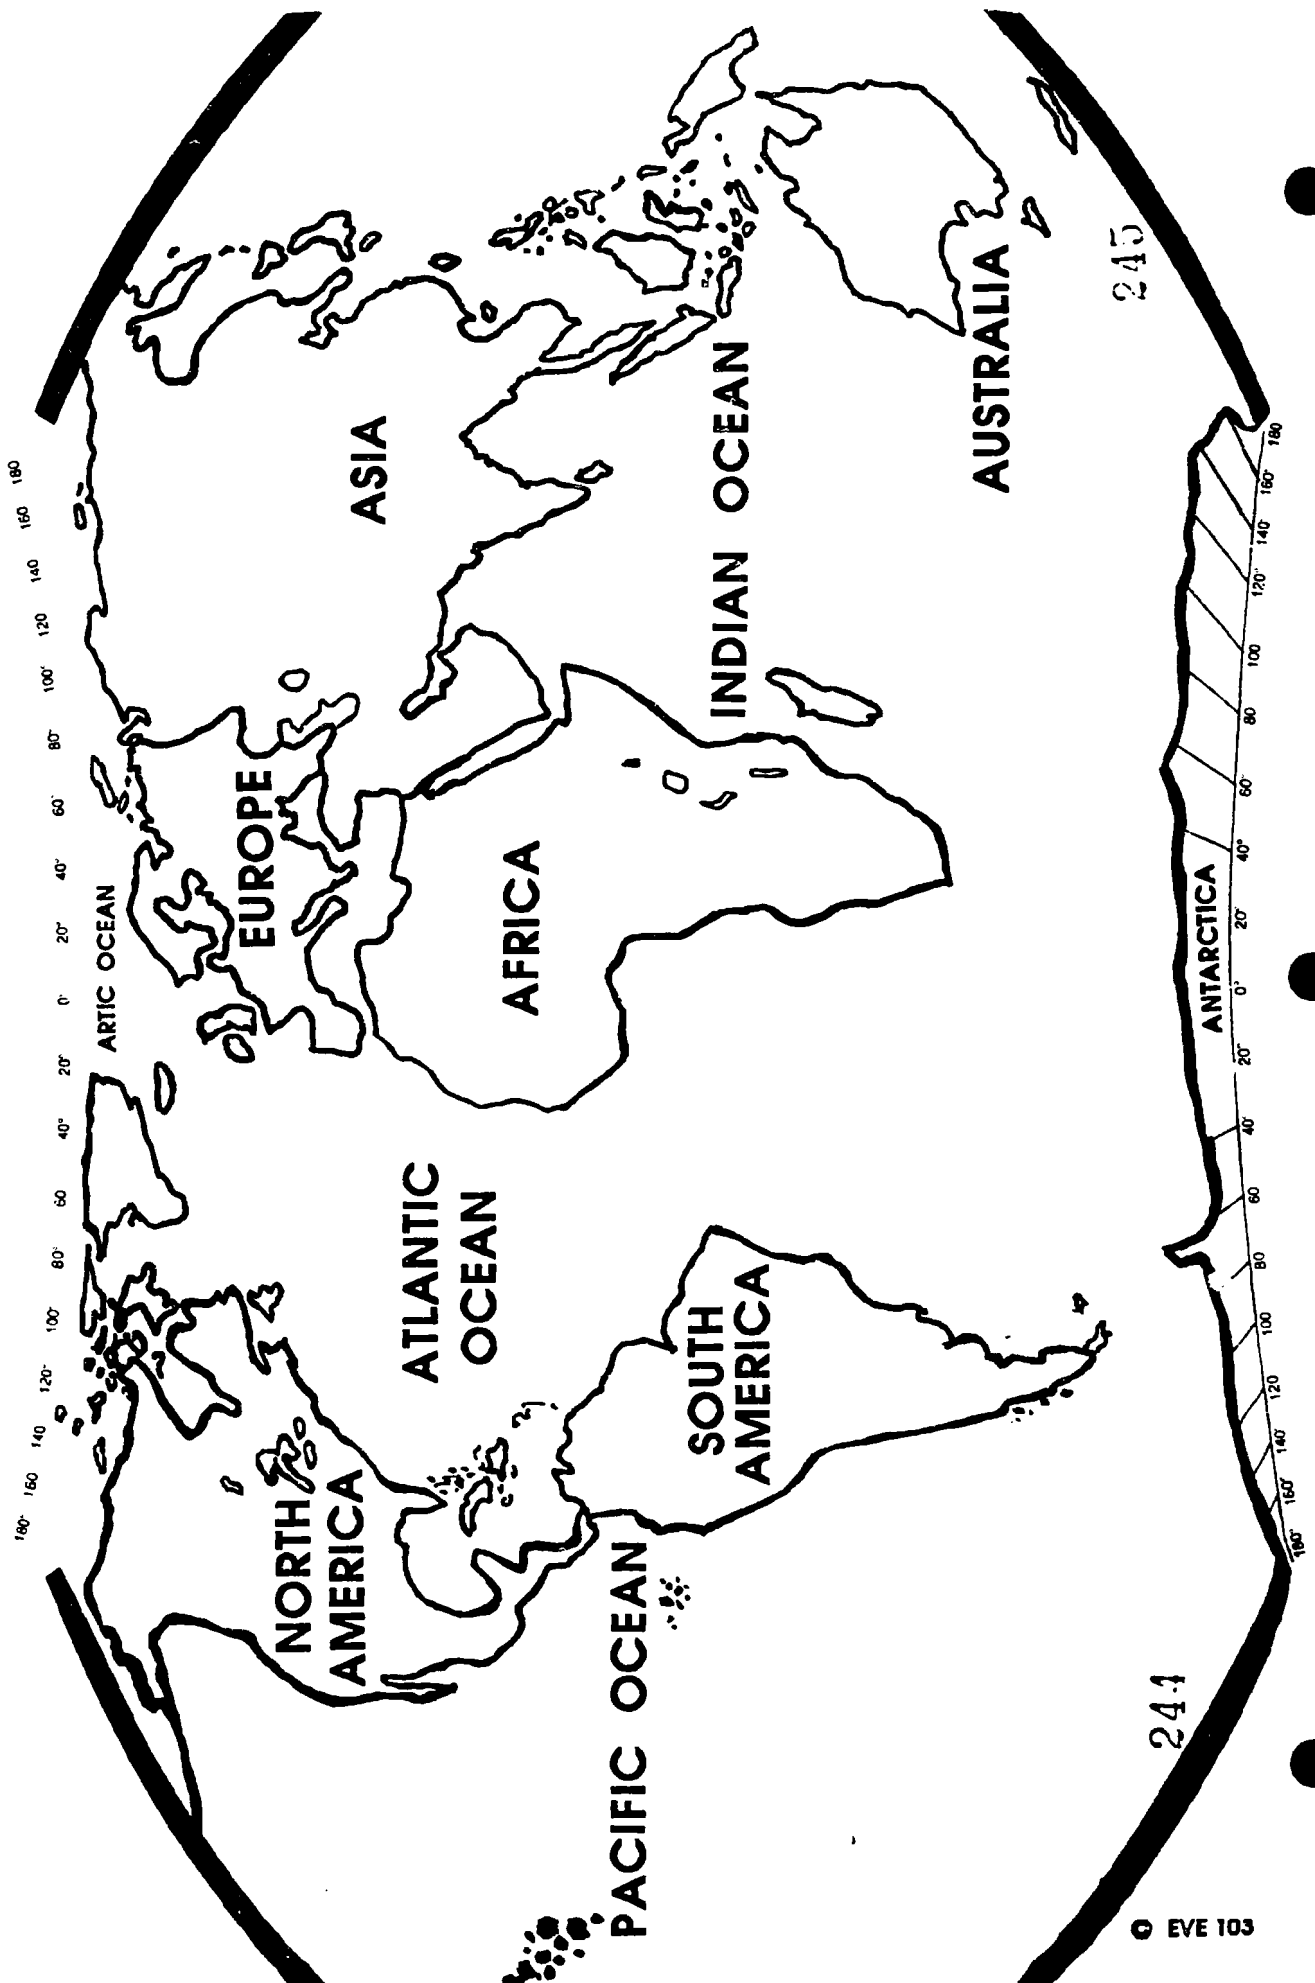 180° 160 140 120° 100° 80° 60 40° 20° 0° 20° 40° 60° 80° 100° 120 140 160 180
ARTIC OCEAN
EUROPE
NORTH
AMERICA
ASIA
ATLANTIC
OCEAN
AFRICA
PACIFIC OCEAN
INDIAN OCEAN
SOUTH
AMERICA
AUSTRALIA
244
245
ANTARCTICA
180° 160° 140° 120 100 80 60 40° 20° 0° 20° 40° 60° 80 100 120° 140° 160° 180
© EVE 103